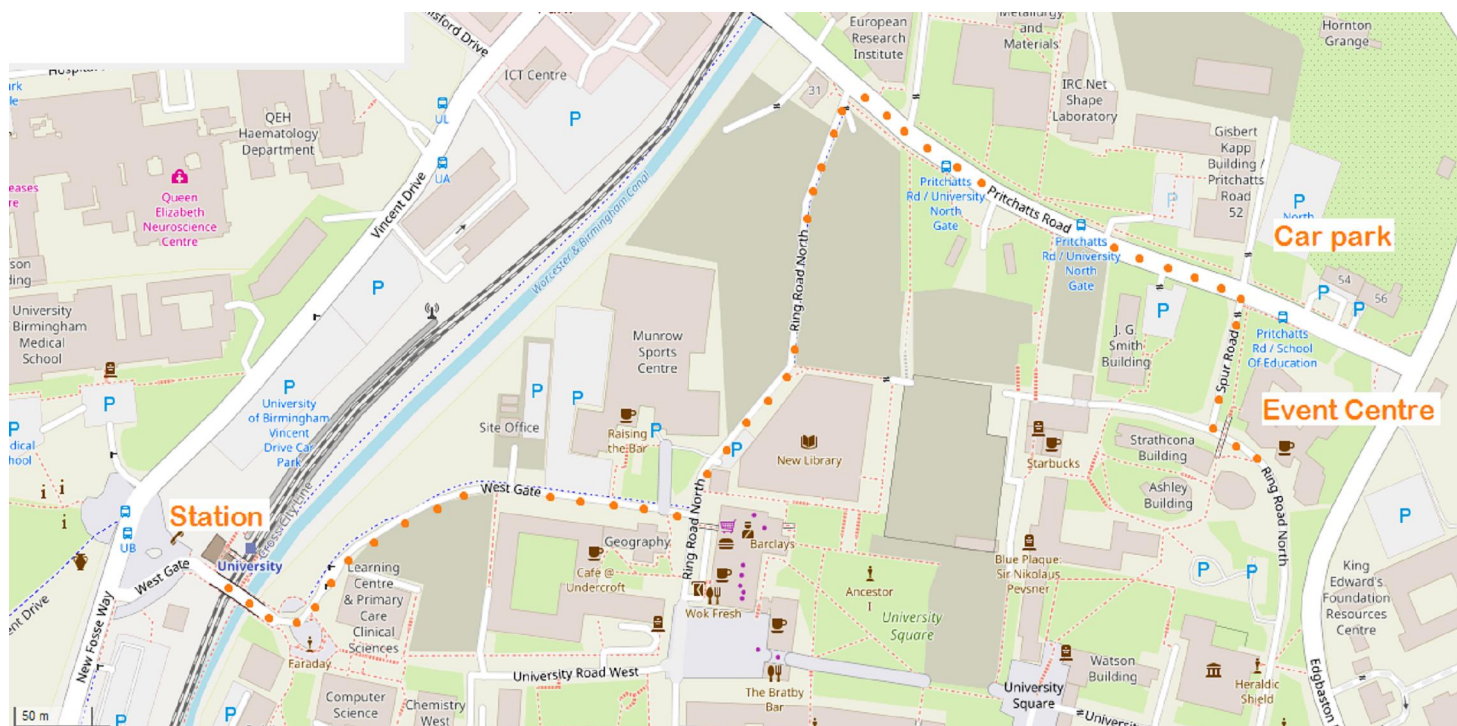 European
Research
Institute
Metallurgy
and
Materials
Hornton
Grange
ICT Centre
31
IRC Net
Shape
Laboratory
QEH
Haematology
Department
UL
UA
Gisbert
Kapp
Building /
Pritchatts
Road
52
Queen
Elizabeth
Neuroscience
Centre
Vincent Drive
Worcester & Birmingham Canal
Pritchatts
Rd / University
North
Gate
Pritchatts Road
Pritchatts
Rd / University
North
Gate
North
Car park
54
56
University
Birmingham
Medical
School
Munrow
Sports
Centre
Ring Road North
J. G.
Smith
Building
Pritchatts
Rd / School
Of Education
Spur Road
Event Centre
University
of Birmingham
Vincent
Drive Car
Park
Site Office
Raising
the Bar
New Library
Starbucks
Strathcona
Building
Ashley
Building
Ring Road North
West Gate
Ring Road North
Station
Cross City Line
University
UB
West Gate
Learning
Centre
& Primary
Care
Clinical
Sciences
Geography
Café @
Undercroft
Barclays
Wok Fresh
Ancestor
I
University
Square
Blue Plaque:
Sir Nikolaus
Pevsner
King
Edward's
Foundation
Resources
Centre
New Fosse Way
Faraday
University Road West
Computer
Science
Chemistry
West
The Bratby
Bar
University
Square
Watson
Building
Heraldic
Shield
Edgbaston
50 m